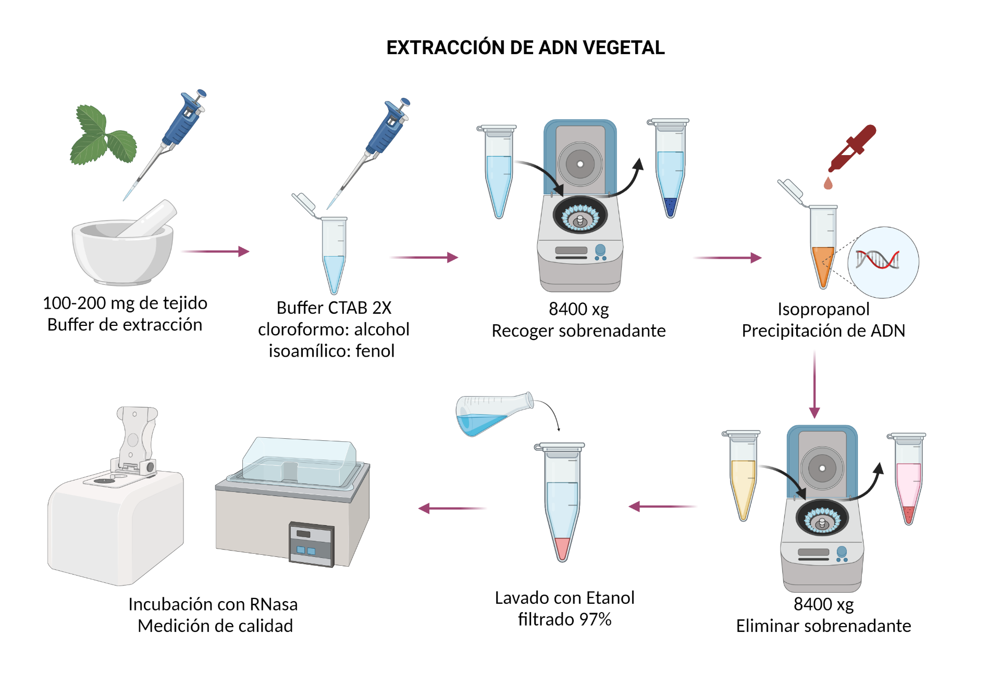 EXTRACCIÓN DE ADN VEGETAL
100-200 mg de tejido
Buffer de extracción
Buffer CTAB 2X
cloroformo: alcohol
isoamílico: fenol
8400 xg
Recoger sobrenadante
Isopropanol
Precipitación de ADN
8400 xg
Eliminar sobrenadante
Lavado con Etanol
filtrado 97%
Incubación con RNasa
Medición de calidad